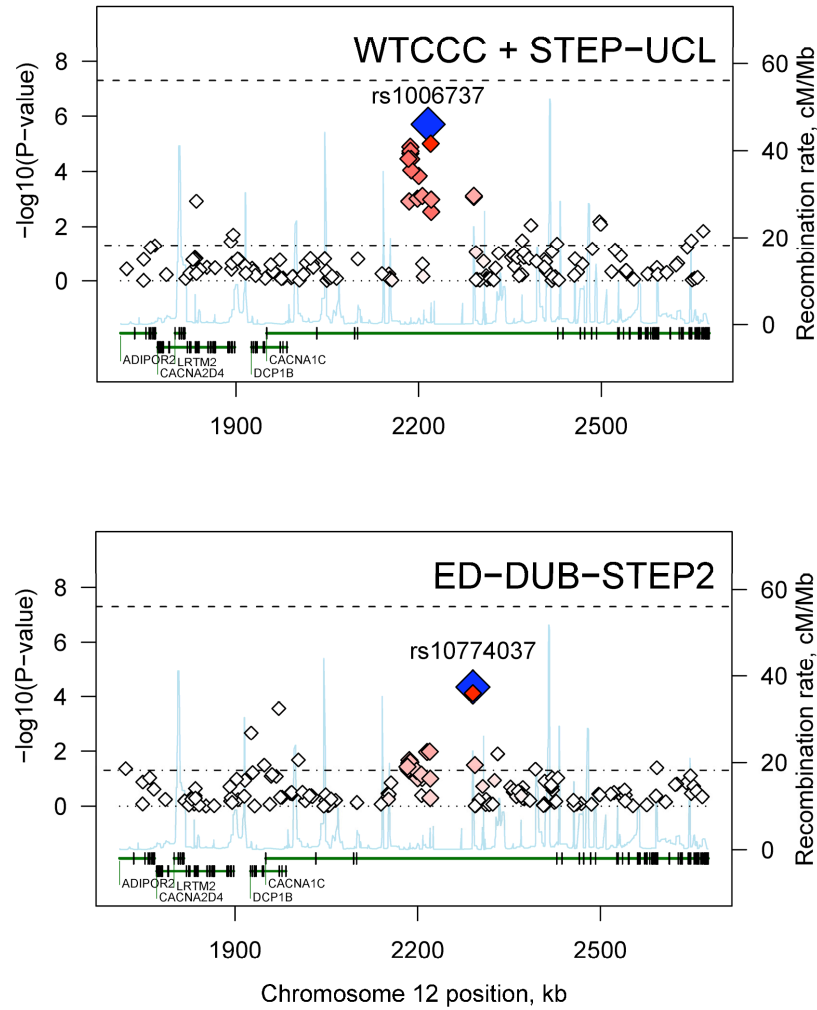 WTCCC + STEP−UCL
rs1006737
−log10(P−value)
8
6
4
2
0
Recombination rate, cM/Mb
60
40
20
0
ADIPOR2
LRTM2
CACNA1C
CACNA2D4
DCP1B
1900
2200
2500
ED−DUB−STEP2
rs10774037
−log10(P−value)
8
6
4
2
0
Recombination rate, cM/Mb
60
40
20
0
ADIPOR2
LRTM2
CACNA1C
CACNA2D4
DCP1B
1900
2200
2500
Chromosome 12 position, kb